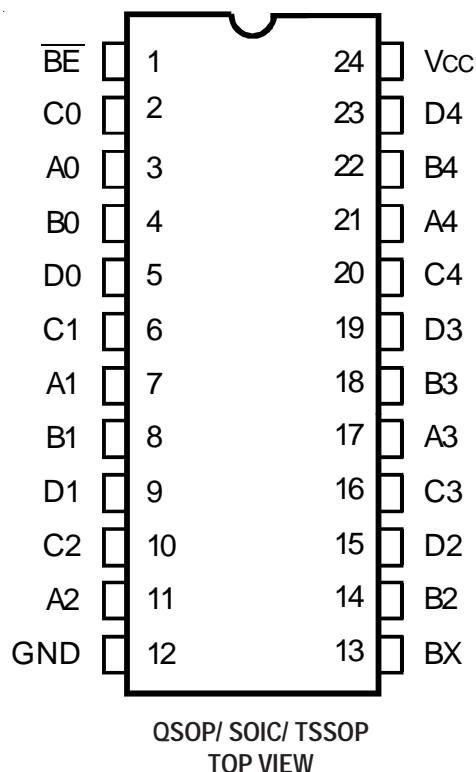 B̅E̅ 1 24 Vcc
C0 2 23 D4
A0 3 22 B4
B0 4 21 A4
D0 5 20 C4
C1 6 19 D3
A1 7 18 B3
B1 8 17 A3
D1 9 16 C3
C2 10 15 D2
A2 11 14 B2
GND 12 13 BX
QSOP/ SOIC/ TSSOP
TOP VIEW